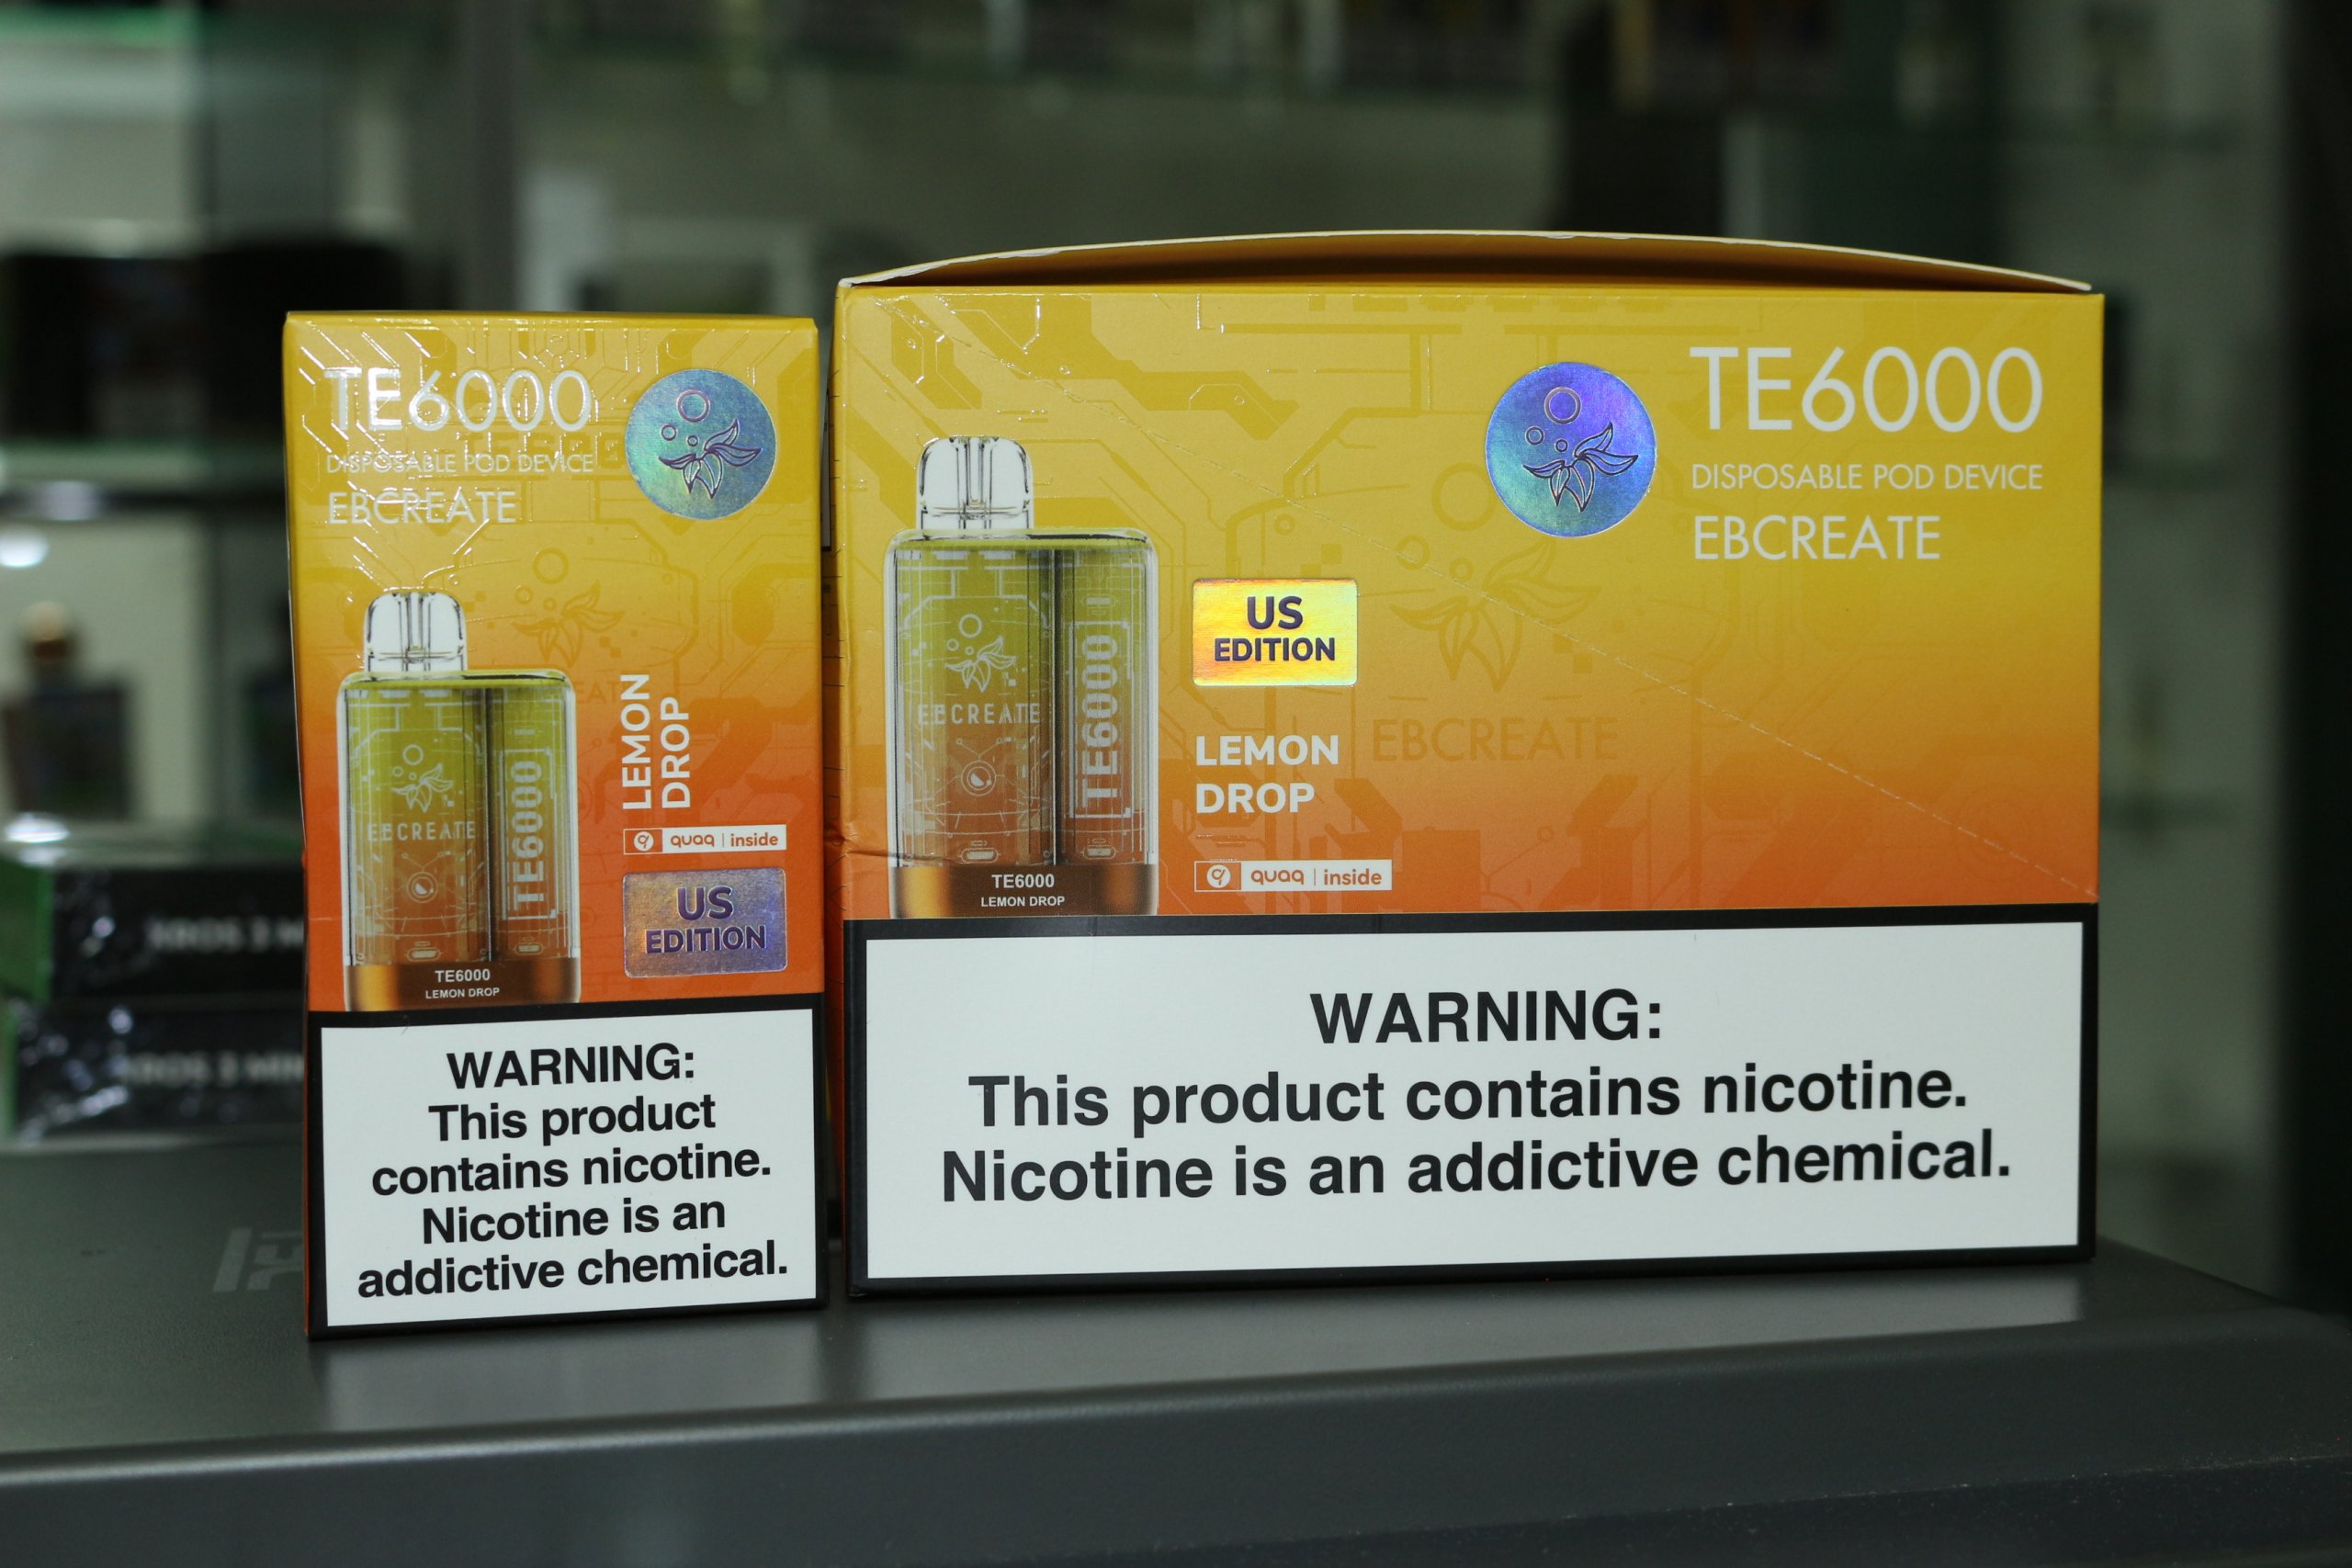 TE6000
DISPOSABLE POD DEVICE
EBCREATE
EBCREATE
TE6000
TE6000
LEMON DROP
LEMON
DROP
quaq inside
US
EDITION
WARNING:
This product
contains nicotine.
Nicotine is an
addictive chemical.
TE6000
DISPOSABLE POD DEVICE
EBCREATE
US
EDITION
EBCREATE
TE6000
EBCREATE
LEMON
DROP
quaq inside
TE6000
LEMON DROP
WARNING:
This product contains nicotine.
Nicotine is an addictive chemical.